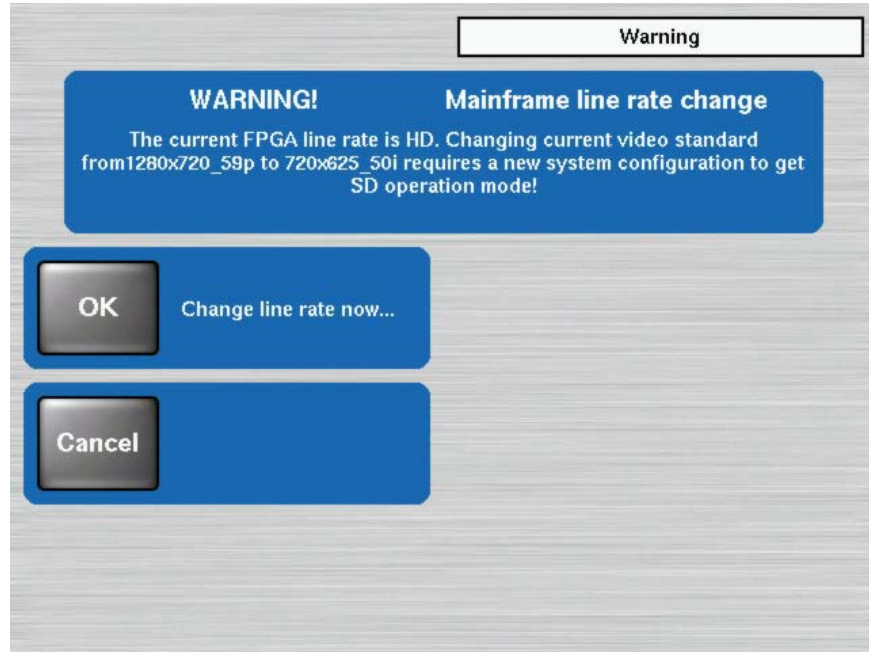 Warning
WARNING! Mainframe line rate change
The current FPGA line rate is HD. Changing current video standard
from1280x720_59p to 720x625_50i requires a new system configuration to get
SD operation mode!
OK Change line rate now...
Cancel